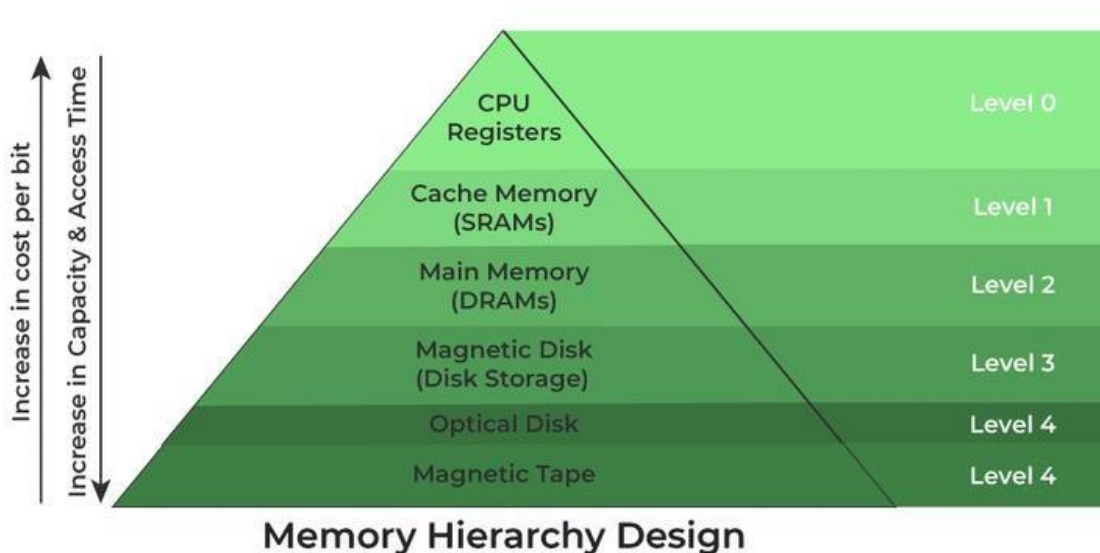 Increase in cost per bit
Increase in Capacity & Access Time
CPU
Registers
Level 0
Cache Memory
(SRAMs)
Level 1
Main Memory
(DRAMs)
Level 2
Magnetic Disk
(Disk Storage)
Level 3
Optical Disk
Level 4
Magnetic Tape
Level 4
Memory Hierarchy Design